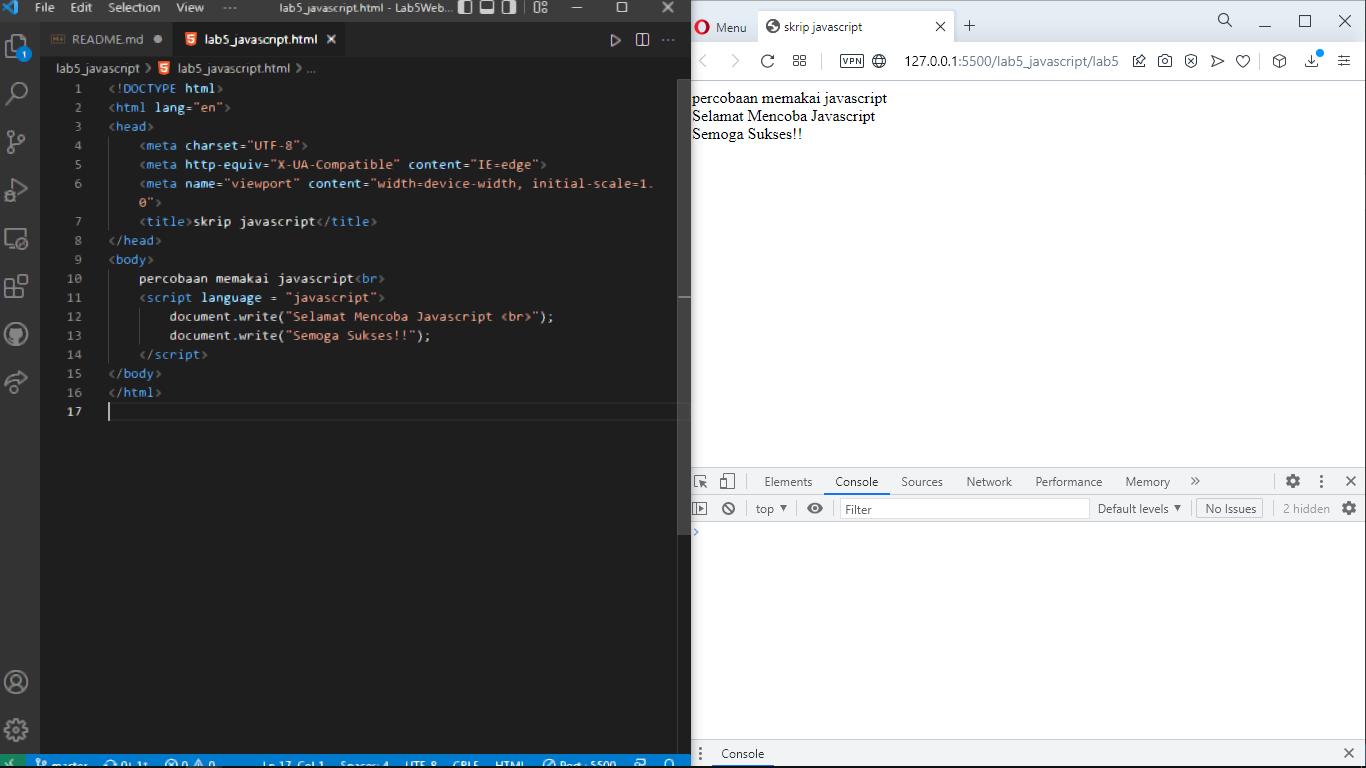 File Edit Selection View ··· lab5_javascript.html - Lab5Web...
README.md lab5_javascript.html
lab5_javascript > lab5_javascript.html > ...
1 <!DOCTYPE html>
2 <html lang="en">
3 <head>
4 <meta charset="UTF-8">
5 <meta http-equiv="X-UA-Compatible" content="IE=edge">
6 <meta name="viewport" content="width=device-width, initial-scale=1.
0">
7 <title>skrip javascript</title>
8 </head>
9 <body>
10 percobaan memakai javascript<br>
11 <script language = "javascript">
12 document.write("Selamat Mencoba Javascript <br>");
13 document.write("Semoga Sukses!!");
14 </script>
15 </body>
16 </html>
17
1
master 0↓ 1↑ 0 0 Ln 17, Col 1 Spaces: 4 UTF-8 CRLF HTML Port : 5500
Menu skrip javascript
VPN 127.0.0.1:5500/lab5_javascript/lab5
percobaan memakai javascript
Selamat Mencoba Javascript
Semoga Sukses!!
Elements Console Sources Network Performance Memory »
top ▼ Filter Default levels ▼ No Issues 2 hidden
>
Console